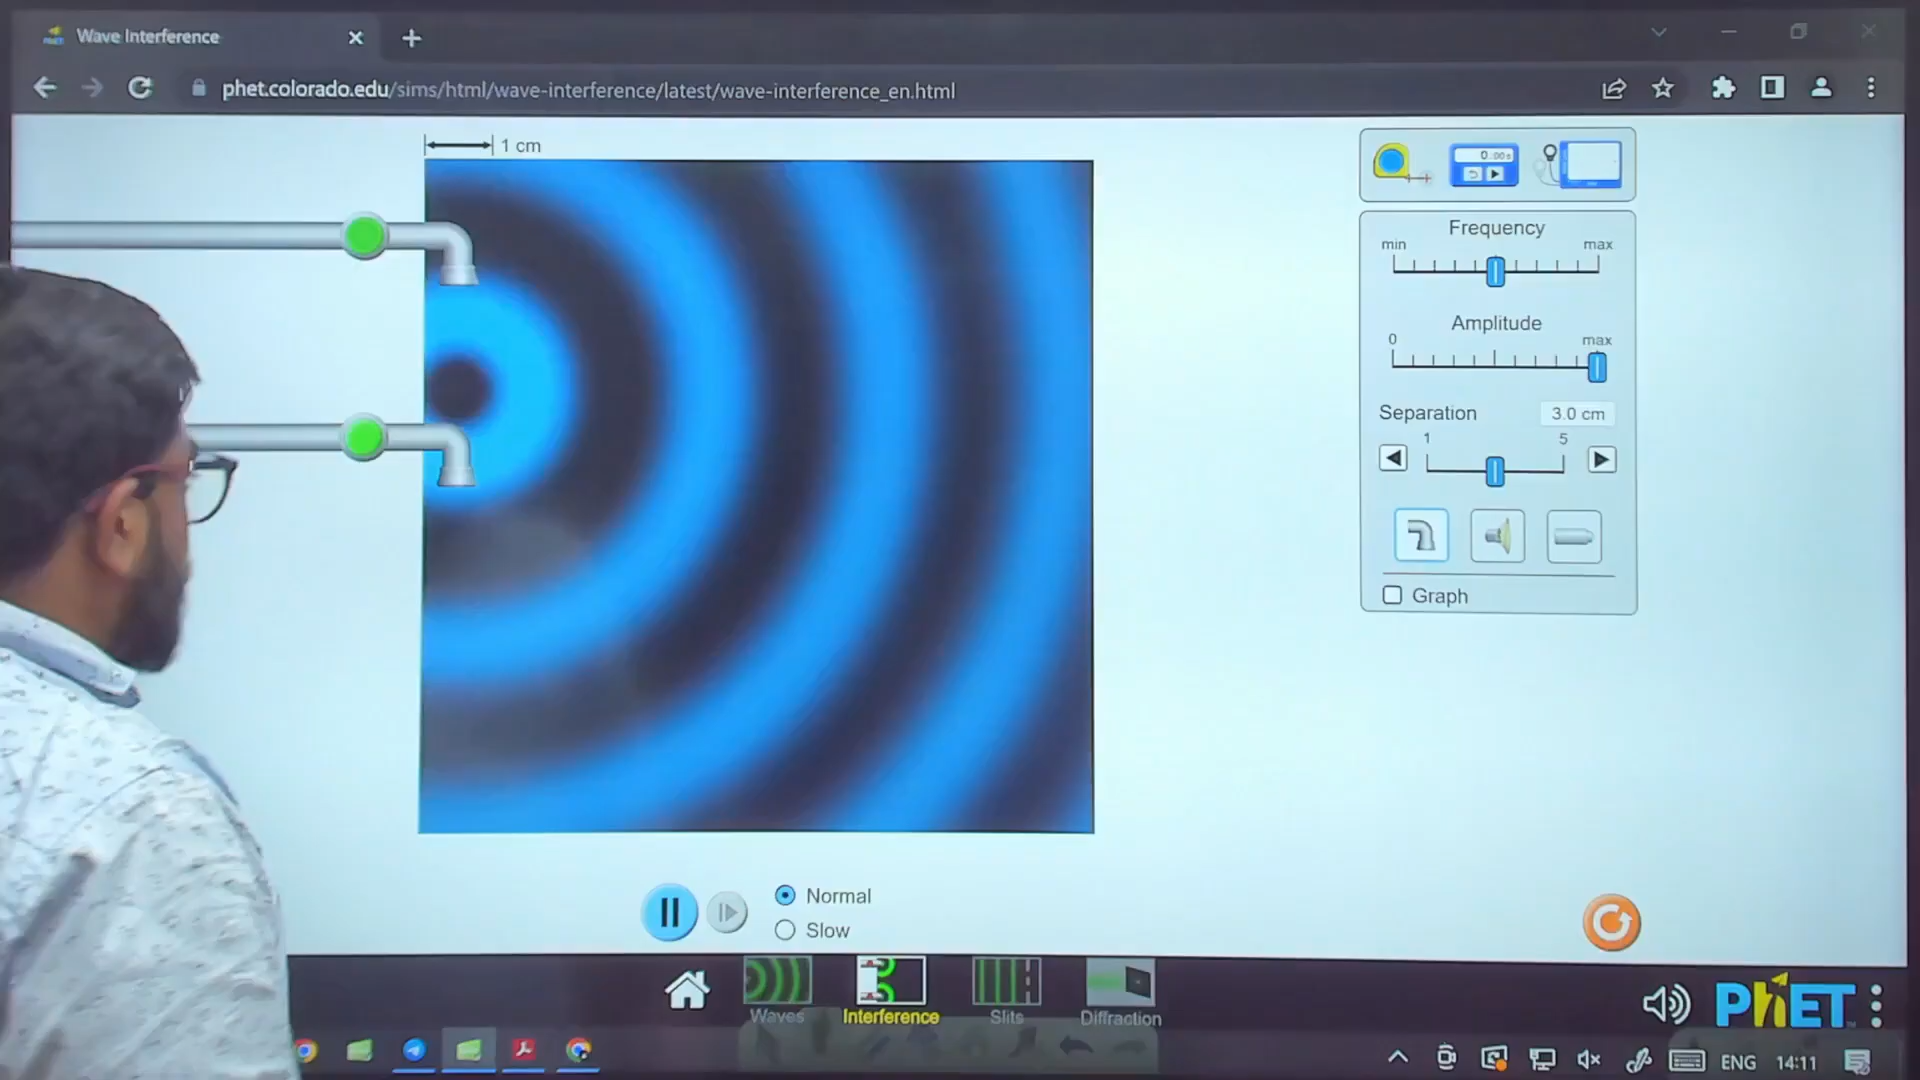 Wave Interference
phet.colorado.edu/sims/html/wave-interference/latest/wave-interference_en.html
1 cm
0.00s
Frequency
min max
Amplitude
0 max
Separation 3.0 cm
1 5
Graph
Normal
Slow
Waves Interference Slits Diffraction
PhET
ENG 14:11